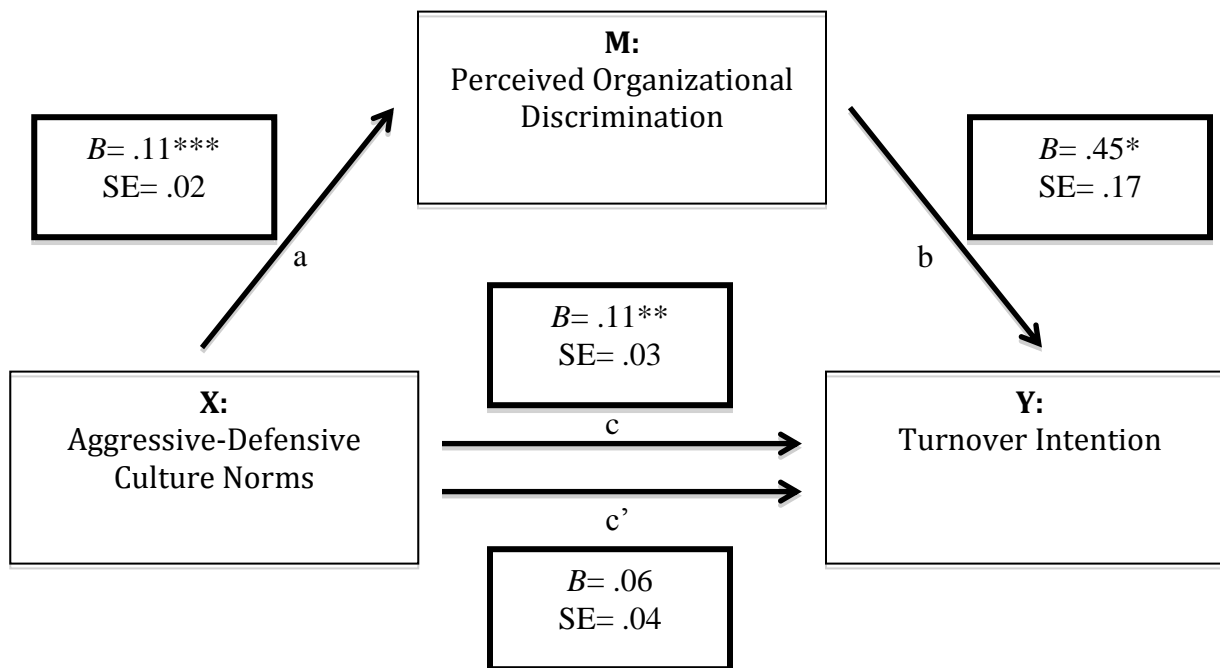 M:
Perceived Organizational
Discrimination
B= .11***
SE= .02
B= .45*
SE= .17
a
b
B= .11**
SE= .03
c
X:
Aggressive-Defensive
Culture Norms
Y:
Turnover Intention
c’
B= .06
SE= .04